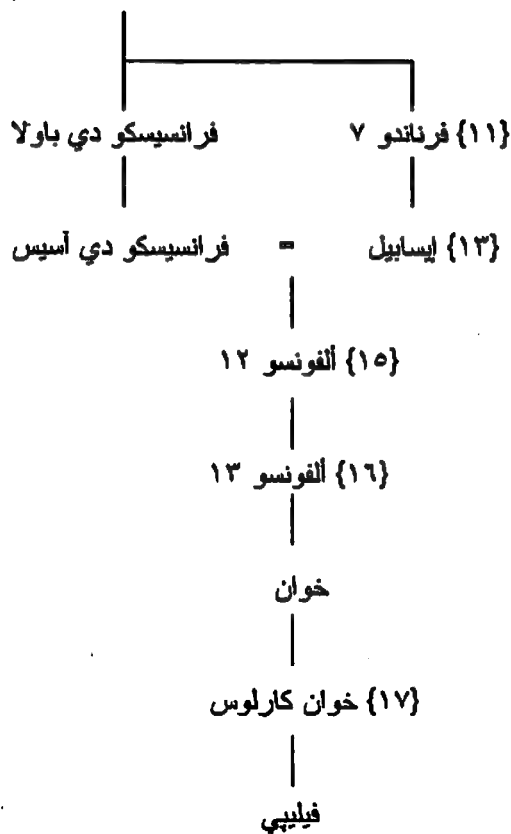 {١١} فرناندو ٧ فرانسيسكو دي باولا
{١٣} إيسابيل = فرانسيسكو دي آسيس
{١٥} ألفونسو ١٢
{١٦} ألفونسو ١٣
خوان
{١٧} خوان كارلوس
فيليپي